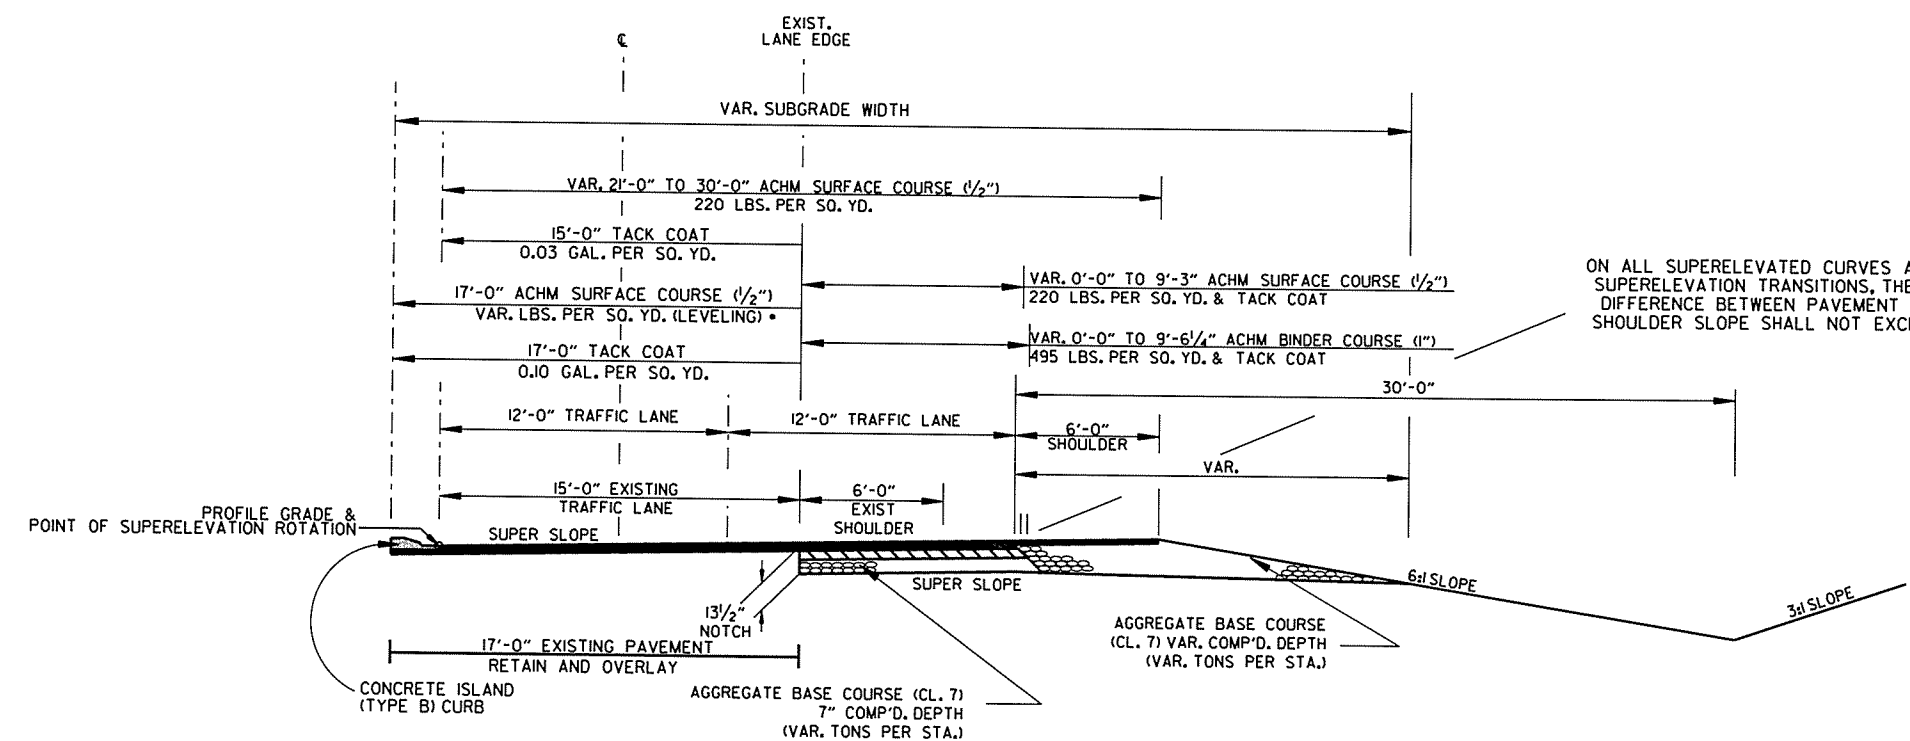 EXIST.
LANE EDGE
℄
VAR. SUBGRADE WIDTH
VAR. 21'-0" TO 30'-0" ACHM SURFACE COURSE (1/2")
220 LBS. PER SQ. YD.
15'-0" TACK COAT
0.03 GAL. PER SQ. YD.
17'-0" ACHM SURFACE COURSE (1/2")
VAR. LBS. PER SQ. YD. (LEVELING) •
17'-0" TACK COAT
0.10 GAL. PER SQ. YD.
VAR. 0'-0" TO 9'-3" ACHM SURFACE COURSE (1/2")
220 LBS. PER SQ. YD. & TACK COAT
VAR. 0'-0" TO 9'-6 1/4" ACHM BINDER COURSE (1")
495 LBS. PER SQ. YD. & TACK COAT
ON ALL SUPERELEVATED CURVES A
SUPERELEVATION TRANSITIONS, THE
DIFFERENCE BETWEEN PAVEMENT
SHOULDER SLOPE SHALL NOT EXC
30'-0"
12'-0" TRAFFIC LANE
12'-0" TRAFFIC LANE
6'-0"
SHOULDER
VAR.
15'-0" EXISTING
TRAFFIC LANE
6'-0"
EXIST
SHOULDER
PROFILE GRADE &
POINT OF SUPERELEVATION ROTATION
SUPER SLOPE
SUPER SLOPE
6:1 SLOPE
3:1 SLOPE
13 1/2"
NOTCH
17'-0" EXISTING PAVEMENT
RETAIN AND OVERLAY
AGGREGATE BASE COURSE
(CL. 7) VAR. COMP'D. DEPTH
(VAR. TONS PER STA.)
CONCRETE ISLAND
(TYPE B) CURB
AGGREGATE BASE COURSE (CL. 7)
7" COMP'D. DEPTH
(VAR. TONS PER STA.)